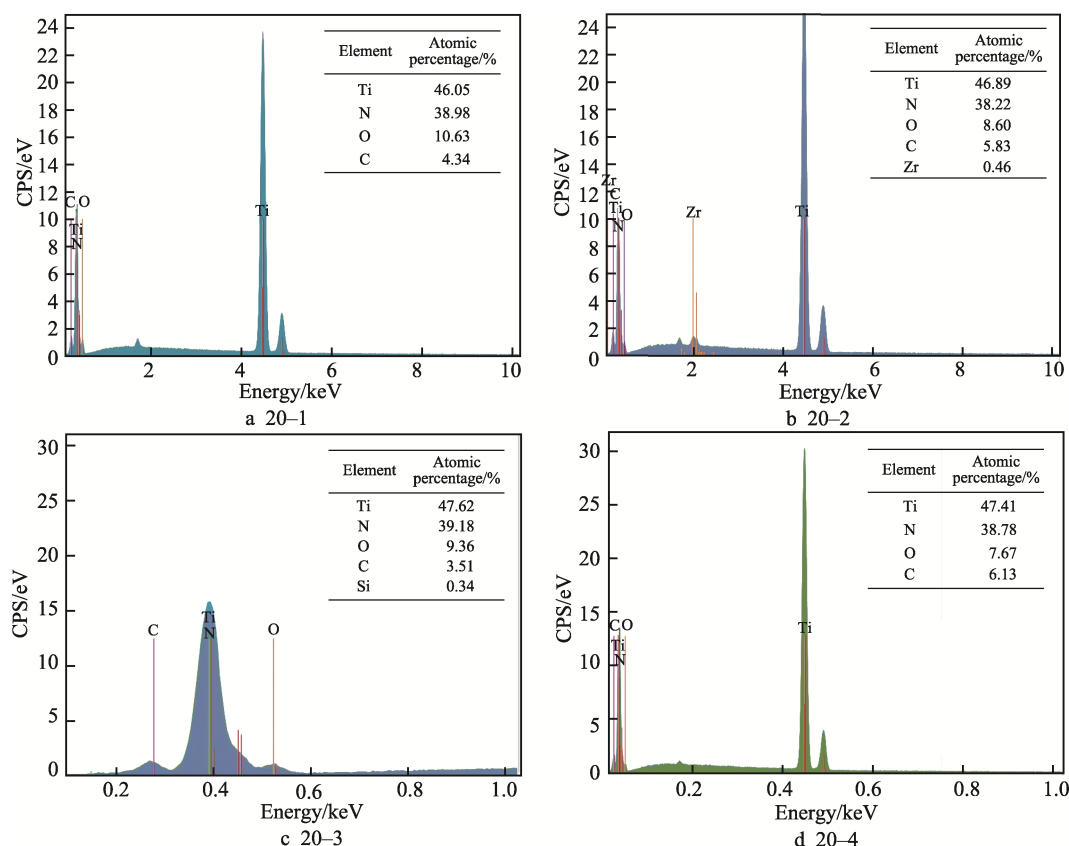 24
22
20
18
16
14
12
10
8
6
4
2
0
CPS/eV
Element Atomic percentage/%
Ti 46.05
N 38.98
O 10.63
C 4.34
C O
Ti
N
Ti
2 4 6 8 10
Energy/keV
a 20–1
24
22
20
18
16
14
12
10
8
6
4
2
0
CPS/eV
Element Atomic percentage/%
Ti 46.89
N 38.22
O 8.60
C 5.83
Zr 0.46
Zr
C
Ti
O
N
Zr
Ti
2 4 6 8 10
Energy/keV
b 20–2
30
25
20
15
10
5
0
CPS/eV
Element Atomic percentage/%
Ti 47.62
N 39.18
O 9.36
C 3.51
Si 0.34
C
Ti
N
O
0.2 0.4 0.6 0.8 1.0
Energy/keV
c 20–3
30
25
20
15
10
5
0
CPS/eV
Element Atomic percentage/%
Ti 47.41
N 38.78
O 7.67
C 6.13
C O
Ti
N
Ti
0.2 0.4 0.6 0.8 1.0
Energy/keV
d 20–4